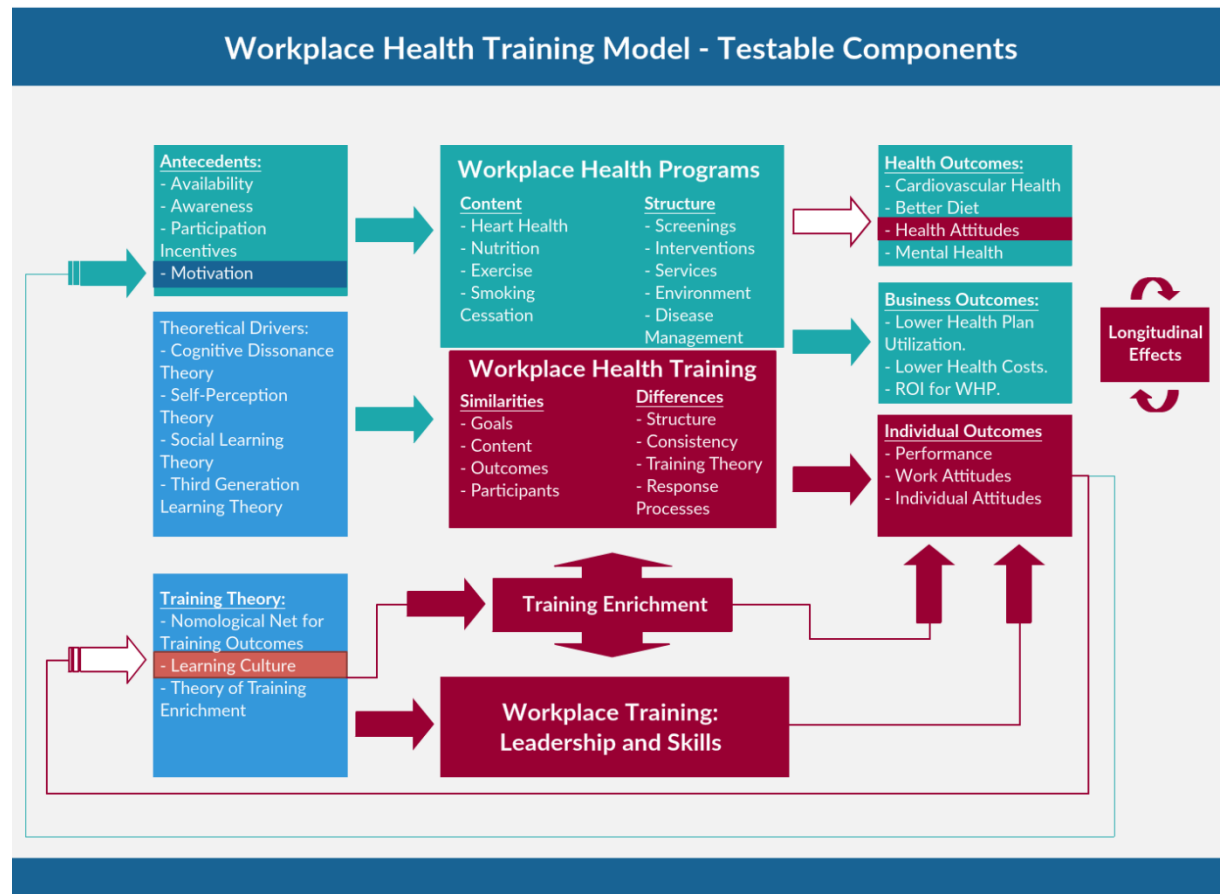 Workplace Health Training Model - Testable Components
Antecedents:
- Availability
- Awareness
- Participation
Incentives
- Motivation
Theoretical Drivers:
- Cognitive Dissonance
Theory
- Self-Perception
Theory
- Social Learning
Theory
- Third Generation
Learning Theory
Training Theory:
- Nomological Net for
Training Outcomes
- Learning Culture
- Theory of Training
Enrichment
Workplace Health Programs
Content
- Heart Health
- Nutrition
- Exercise
- Smoking
Cessation
Structure
- Screenings
- Interventions
- Services
- Environment
- Disease
Management
Workplace Health Training
Similarities
- Goals
- Content
- Outcomes
- Participants
Differences
- Structure
- Consistency
- Training Theory
- Response
Processes
Training Enrichment
Workplace Training:
Leadership and Skills
Health Outcomes:
- Cardiovascular Health
- Better Diet
- Health Attitudes
- Mental Health
Business Outcomes:
- Lower Health Plan
Utilization.
- Lower Health Costs.
- ROI for WHP.
Individual Outcomes
- Performance
- Work Attitudes
- Individual Attitudes
Longitudinal
Effects